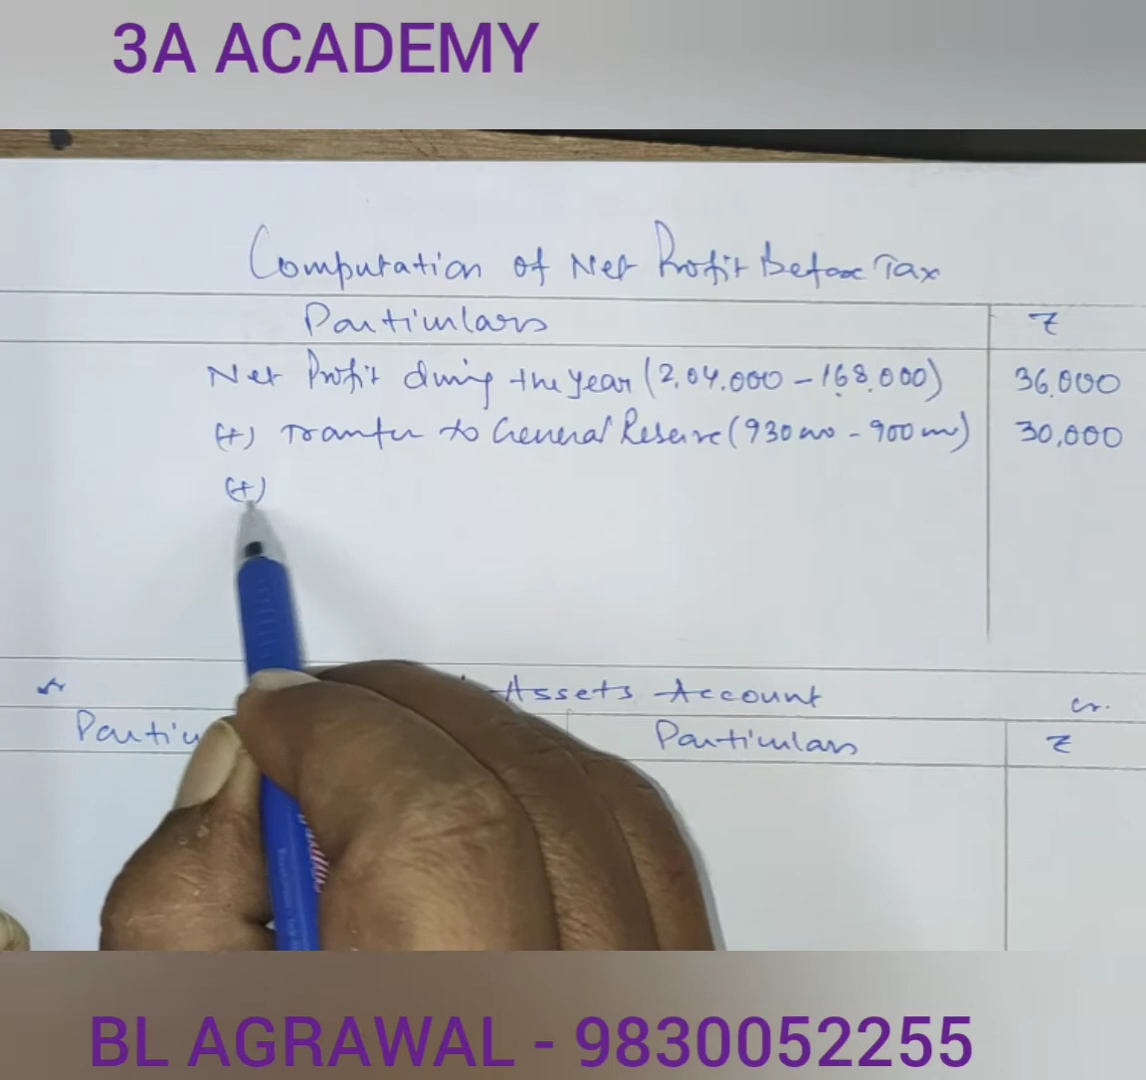 3A ACADEMY
Computation of Net Profit Before Tax
Particulars ₹
Net Profit during the year (2,04,000 - 168,000) 36,000
(+) Tranfer to General Reserve (930000 - 900000) 30,000
(+)
Assets Account cr.
Particulars ₹
BL AGRAWAL - 9830052255